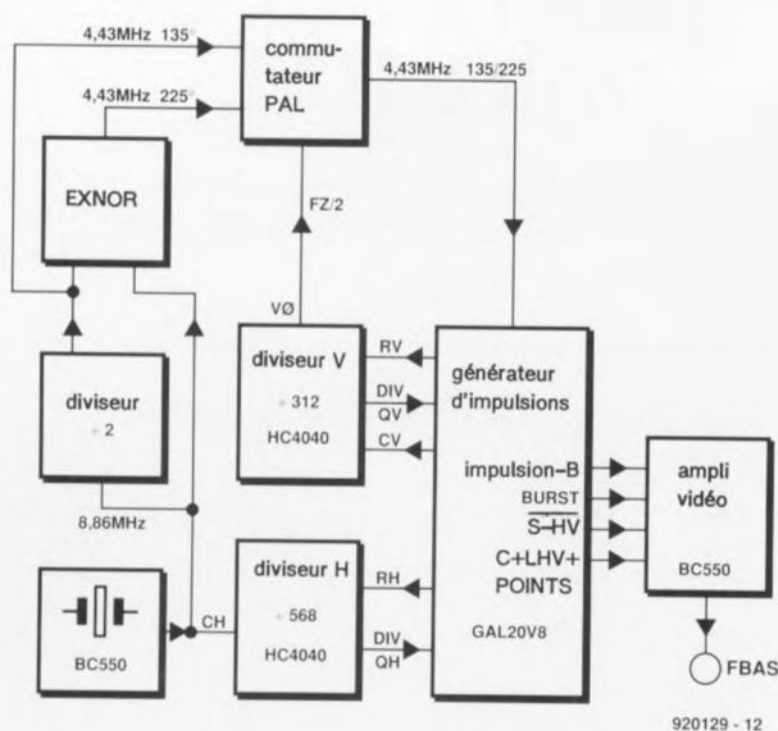 4,43MHz 135°
4,43MHz 225°
commu-
tateur
PAL
4,43MHz 135/225
EXNOR
FZ/2
VØ
diviseur
÷ 2
8,86MHz
diviseur V
÷ 312
HC4040
RV
DIV
QV
CV
générateur
d'impulsions
impulsion-B
BURST
S-HV
C+LHV+
POINTS
GAL20V8
ampli
vidéo
BC550
FBAS
BC550
CH
diviseur H
÷ 568
HC4040
RH
DIV
QH
920129 - 12